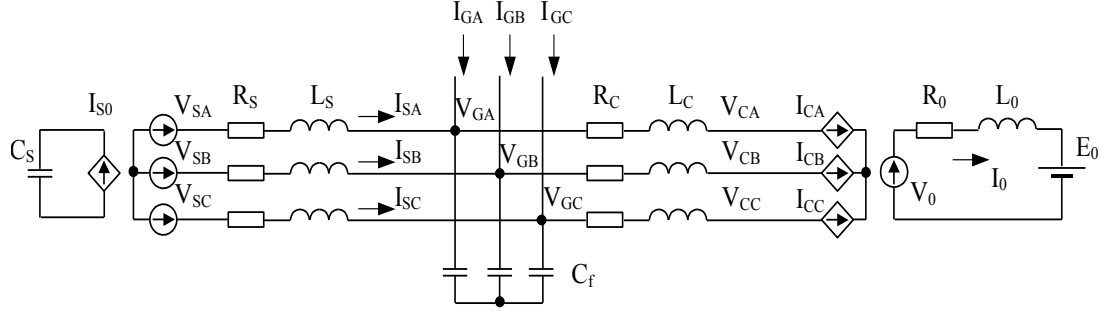 I_GA I_GB I_GC
I_S0 V_SA R_S L_S I_SA V_GA R_C L_C V_CA I_CA R_0 L_0
C_S V_SB I_SB V_GB V_CB I_CB E_0
V_SC I_SC V_GC V_CC I_CC V_0 I_0
C_f